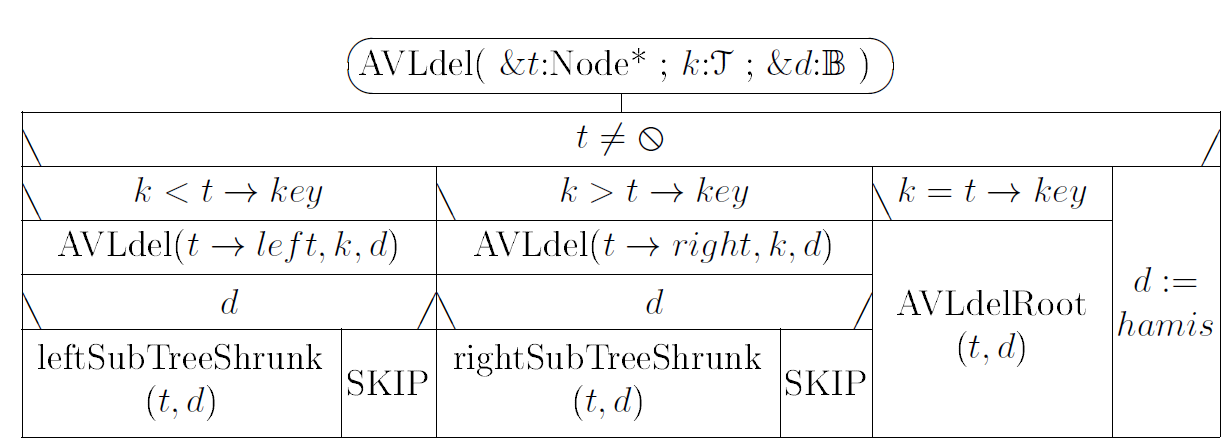 AVLdel( &t:Node* ; k:𝒯 ; &d:𝔹 )
t ≠ ⦸
k < t → key
k > t → key
k = t → key
AVLdel(t → left, k, d)
AVLdel(t → right, k, d)
d
d
leftSubTreeShrunk
(t, d)
SKIP
rightSubTreeShrunk
(t, d)
SKIP
AVLdelRoot
(t, d)
d :=
hamis